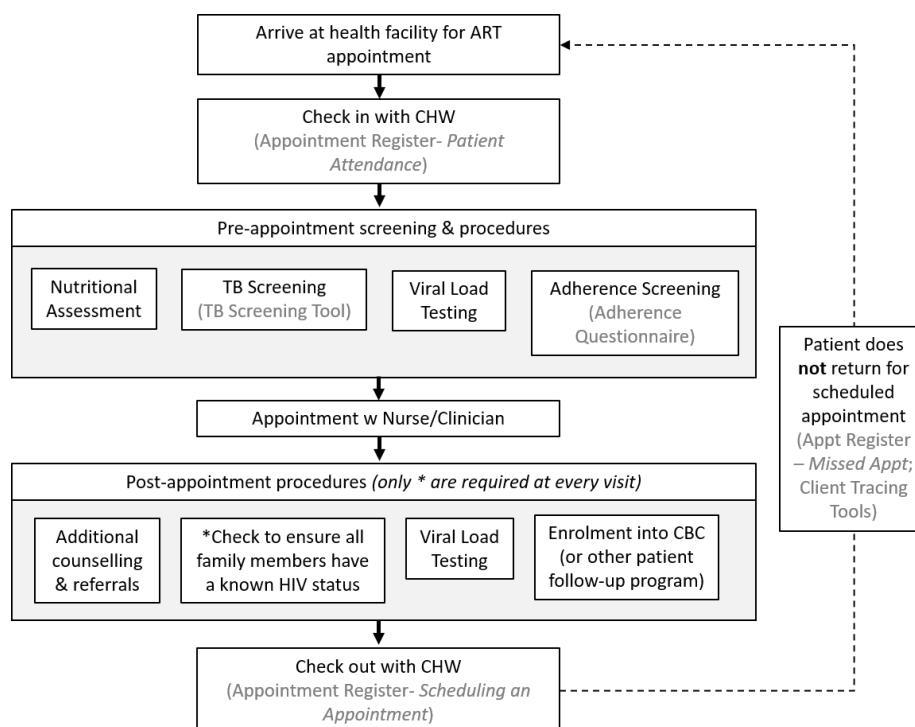 Arrive at health facility for ART
appointment
Check in with CHW
(Appointment Register- Patient
Attendance)
Pre-appointment screening & procedures
Nutritional
Assessment
TB Screening
(TB Screening Tool)
Viral Load
Testing
Adherence Screening
(Adherence
Questionnaire)
Appointment w Nurse/Clinician
Post-appointment procedures (only * are required at every visit)
Additional
counselling
& referrals
*Check to ensure all
family members have
a known HIV status
Viral Load
Testing
Enrolment into CBC
(or other patient
follow-up program)
Check out with CHW
(Appointment Register- Scheduling an
Appointment)
Patient does
not return for
scheduled
appointment
(Appt Register
– Missed Appt;
Client Tracing
Tools)